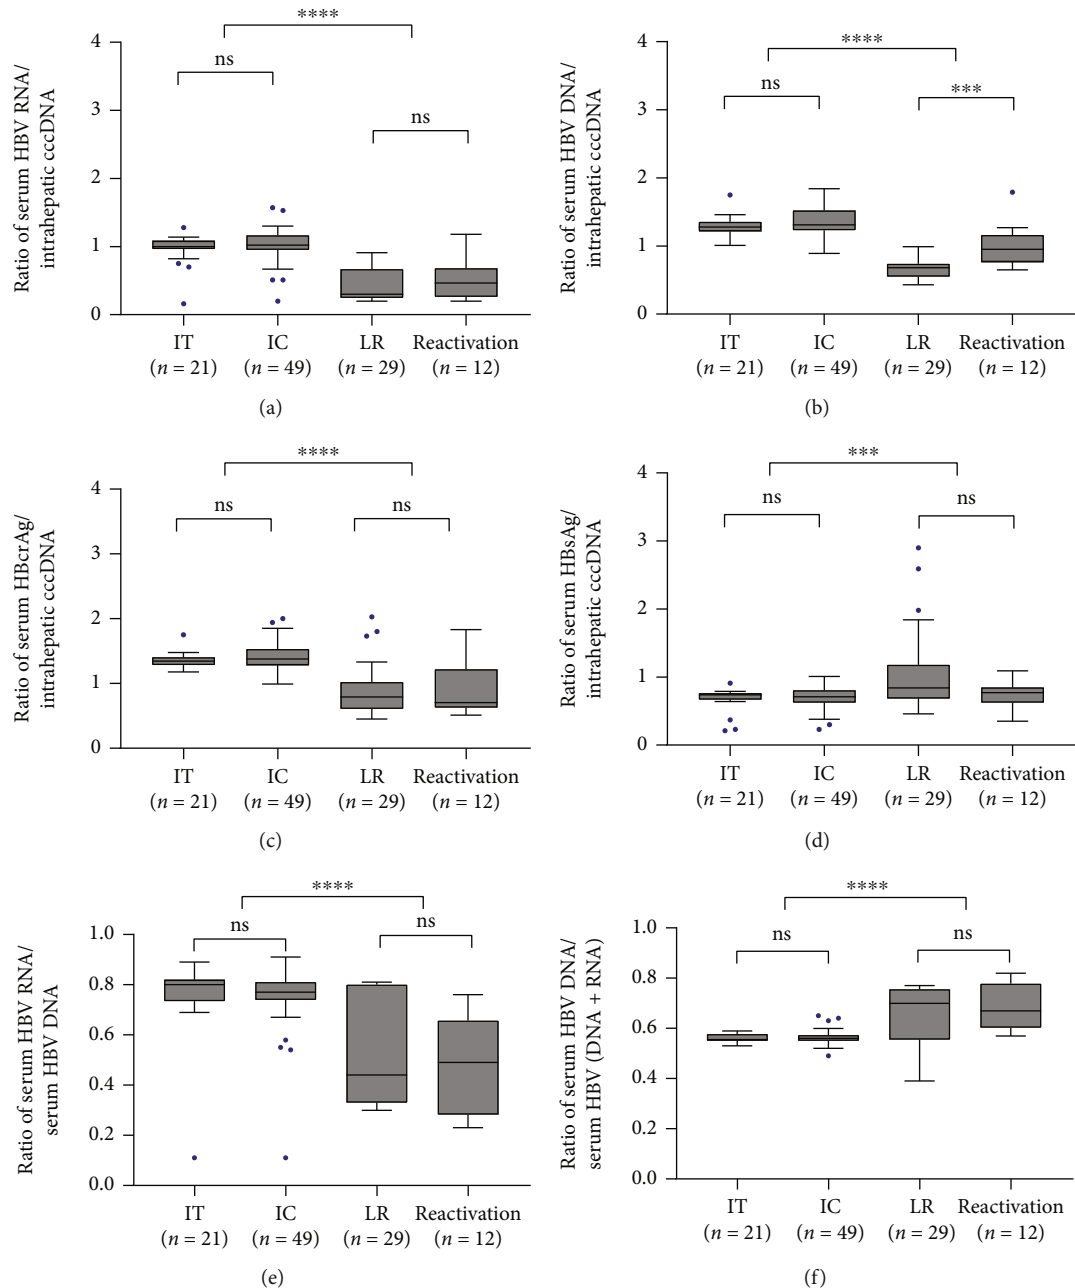 ****
ns
ns
4
3
2
1
0
Ratio of serum HBV RNA/
intrahepatic cccDNA
IT
IC
LR
Reactivation
(n = 21)
(n = 49)
(n = 29)
(n = 12)
(a)
****
ns
***
4
3
2
1
0
Ratio of serum HBV DNA/
intrahepatic cccDNA
IT
IC
LR
Reactivation
(n = 21)
(n = 49)
(n = 29)
(n = 12)
(b)
****
ns
ns
4
3
2
1
0
Ratio of serum HBcrAg/
intrahepatic cccDNA
IT
IC
LR
Reactivation
(n = 21)
(n = 49)
(n = 29)
(n = 12)
(c)
***
ns
ns
4
3
2
1
0
Ratio of serum HBsAg/
intrahepatic cccDNA
IT
IC
LR
Reactivation
(n = 21)
(n = 49)
(n = 29)
(n = 12)
(d)
****
ns
ns
1.0
0.8
0.6
0.4
0.2
0.0
Ratio of serum HBV RNA/
serum HBV DNA
IT
IC
LR
Reactivation
(n = 21)
(n = 49)
(n = 29)
(n = 12)
(e)
****
ns
ns
1.0
0.8
0.6
0.4
0.2
0.0
Ratio of serum HBV DNA/
serum HBV (DNA + RNA)
IT
IC
LR
Reactivation
(n = 21)
(n = 49)
(n = 29)
(n = 12)
(f)